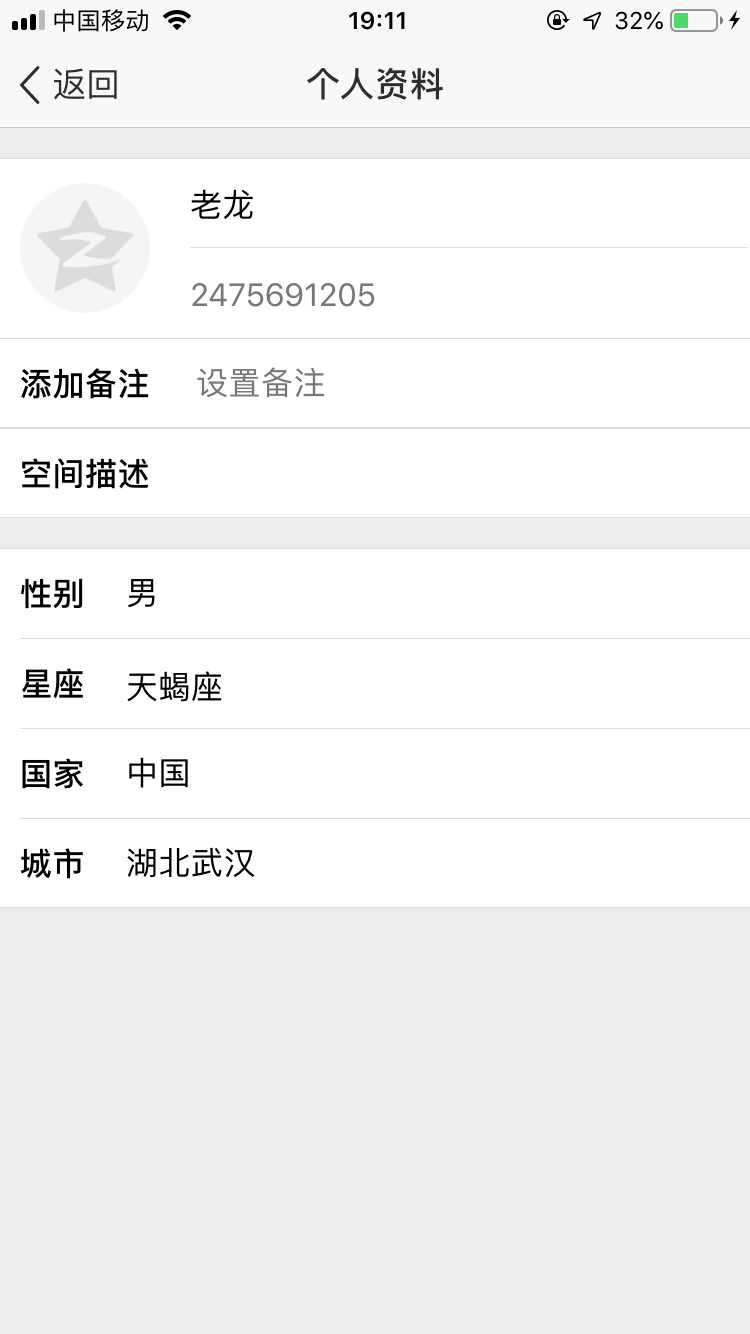 中国移动 19:11 32%
返回 个人资料
老龙
2475691205
添加备注 设置备注
空间描述
性别 男
星座 天蝎座
国家 中国
城市 湖北武汉